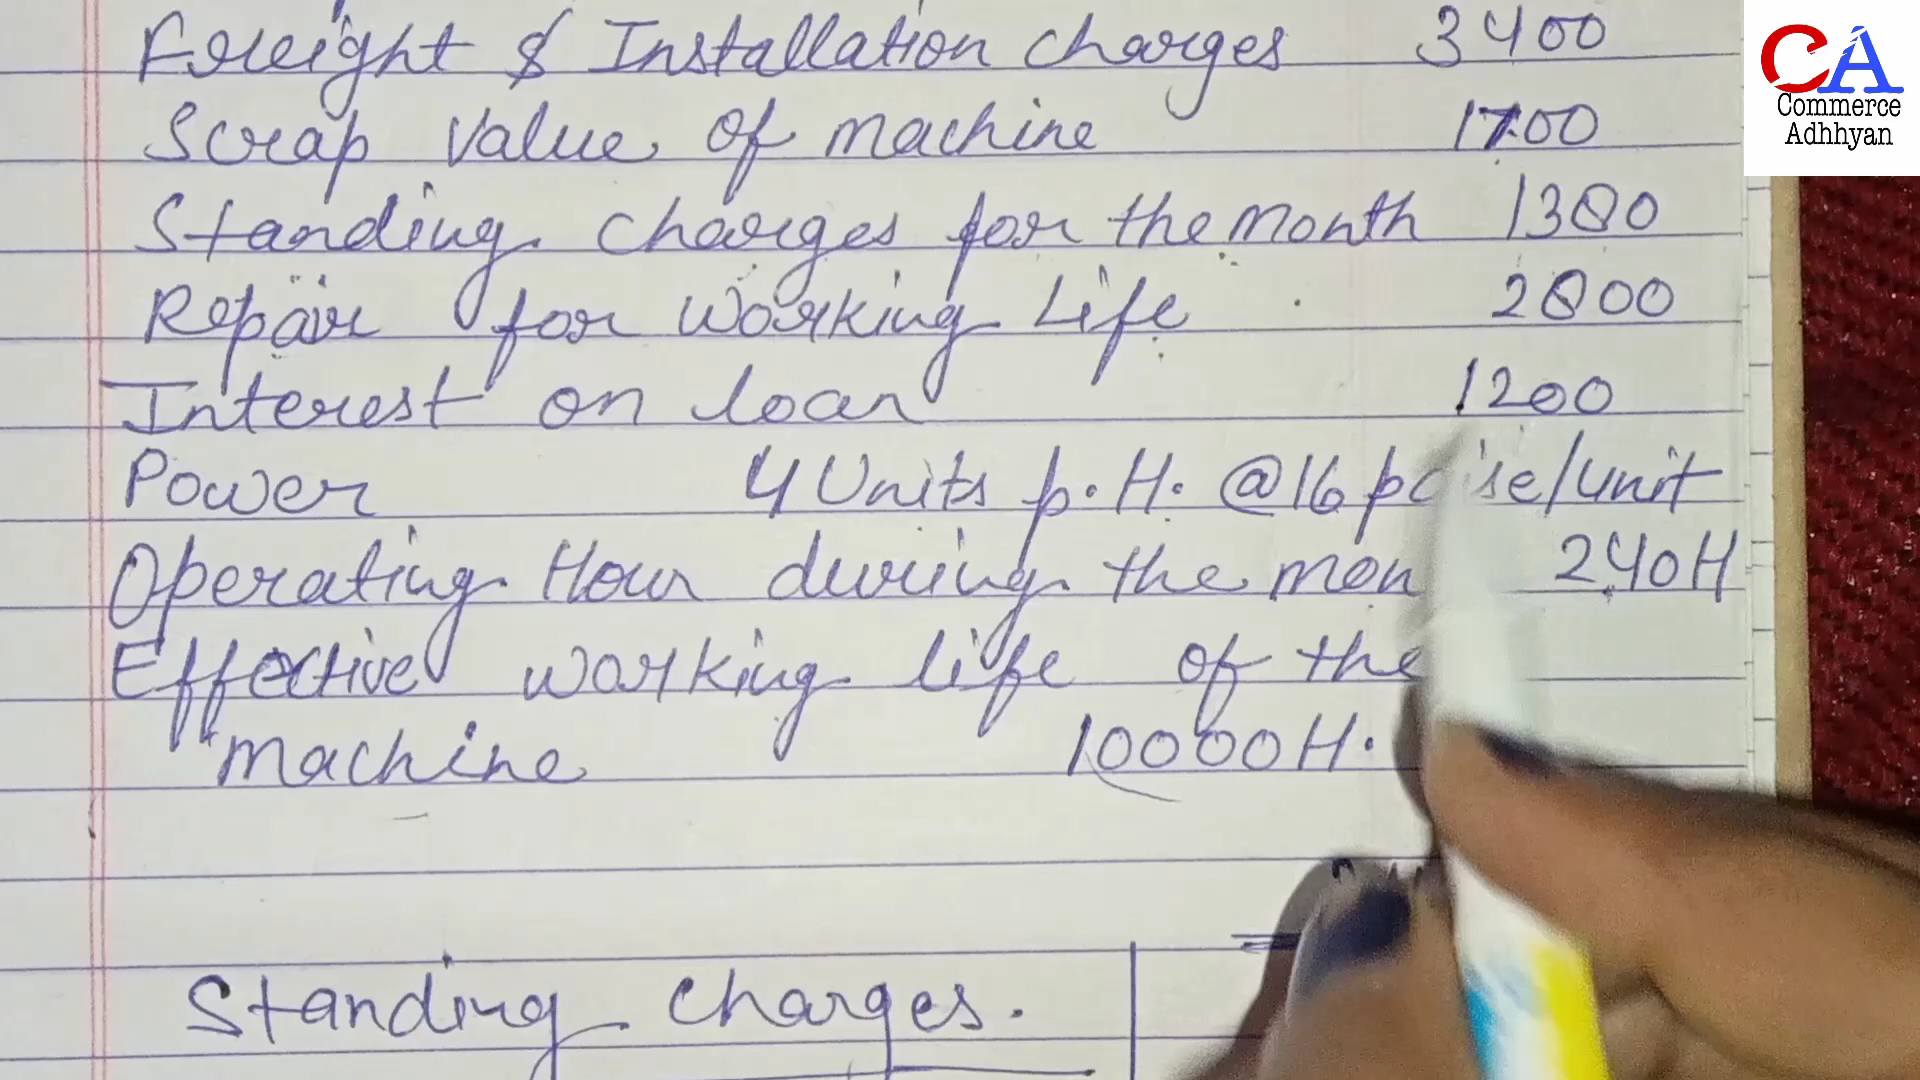 Freight & Installation charges 3400
Scrap value of machine 1700
Standing charges for the month 1380
Repair for working life 2800
Interest on loan 1200
Power 4 Units p.H. @16 paise/unit
Operating Hour during the mon 240H
Effective working life of the
machine 10000H.
Standing charges.
CA
Commerce
Adhhyan